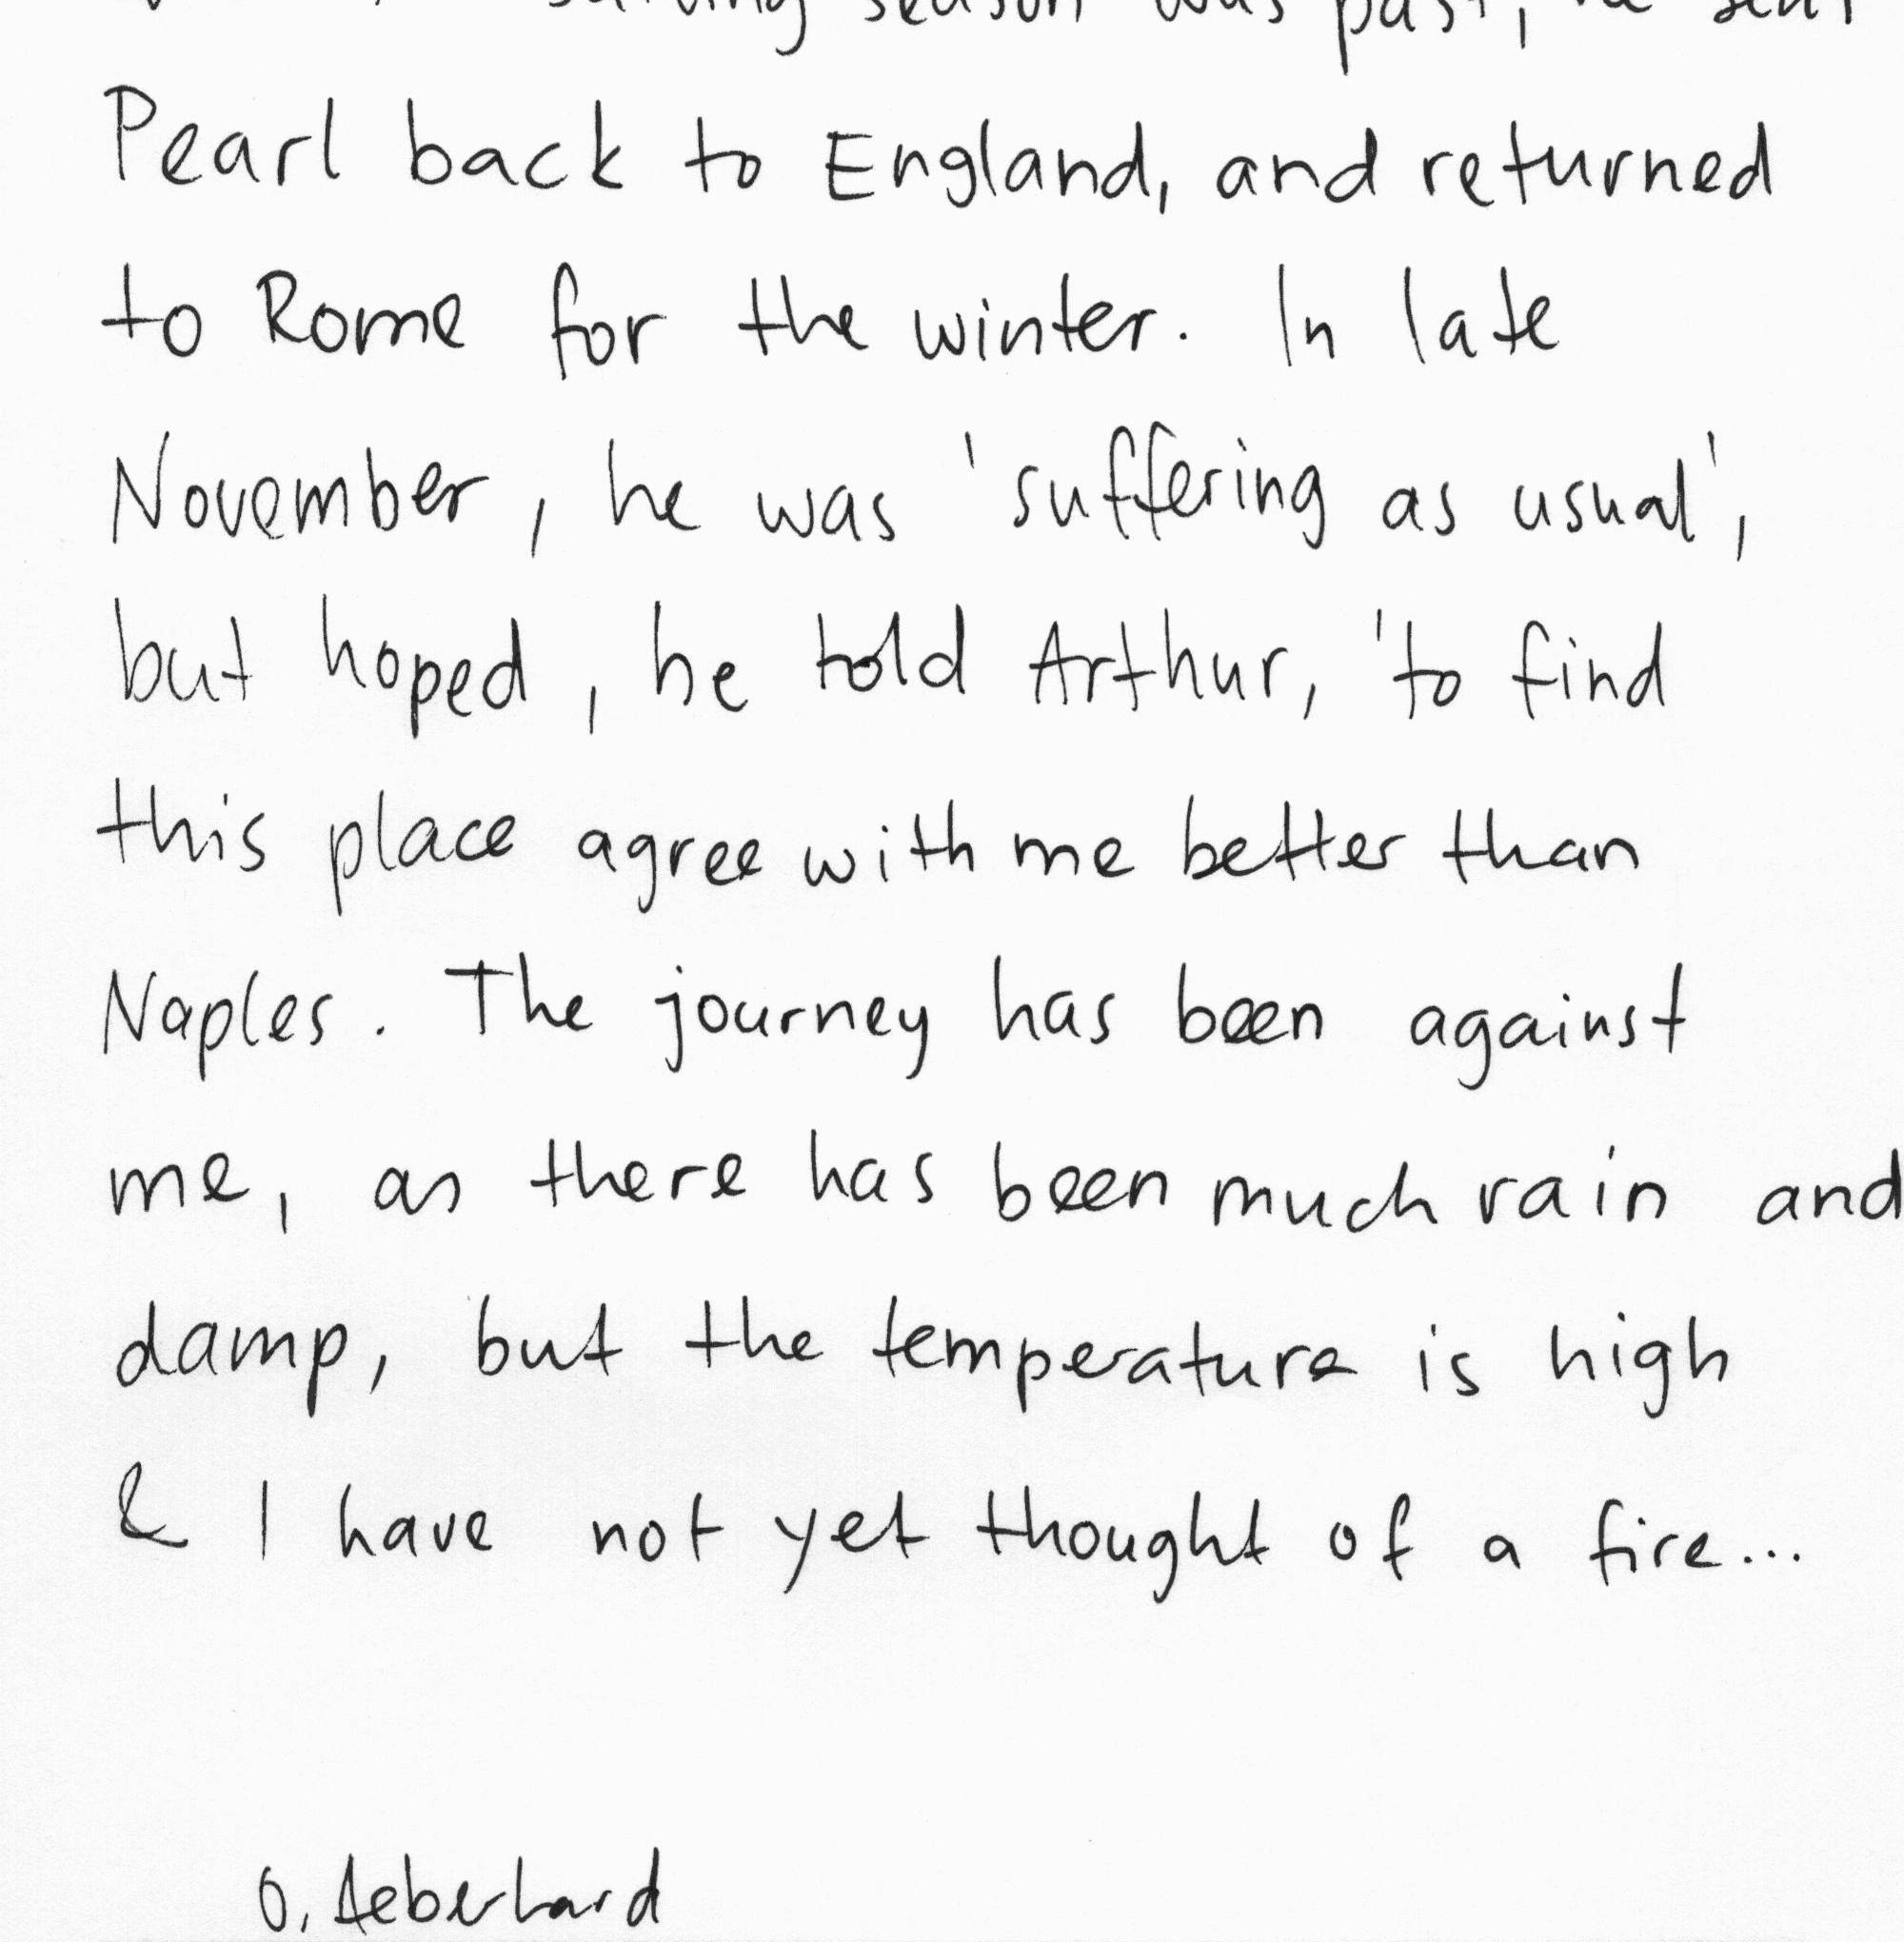 season was past, he sent
Pearl back to England, and returned
to Rome for the winter. In late
November, he was 'suffering as usual',
but hoped, he told Arthur, 'to find
this place agree with me better than
Naples. The journey has been against
me, as there has been much rain and
damp, but the temperature is high
& I have not yet thought of a fire...
O. Aeberhard